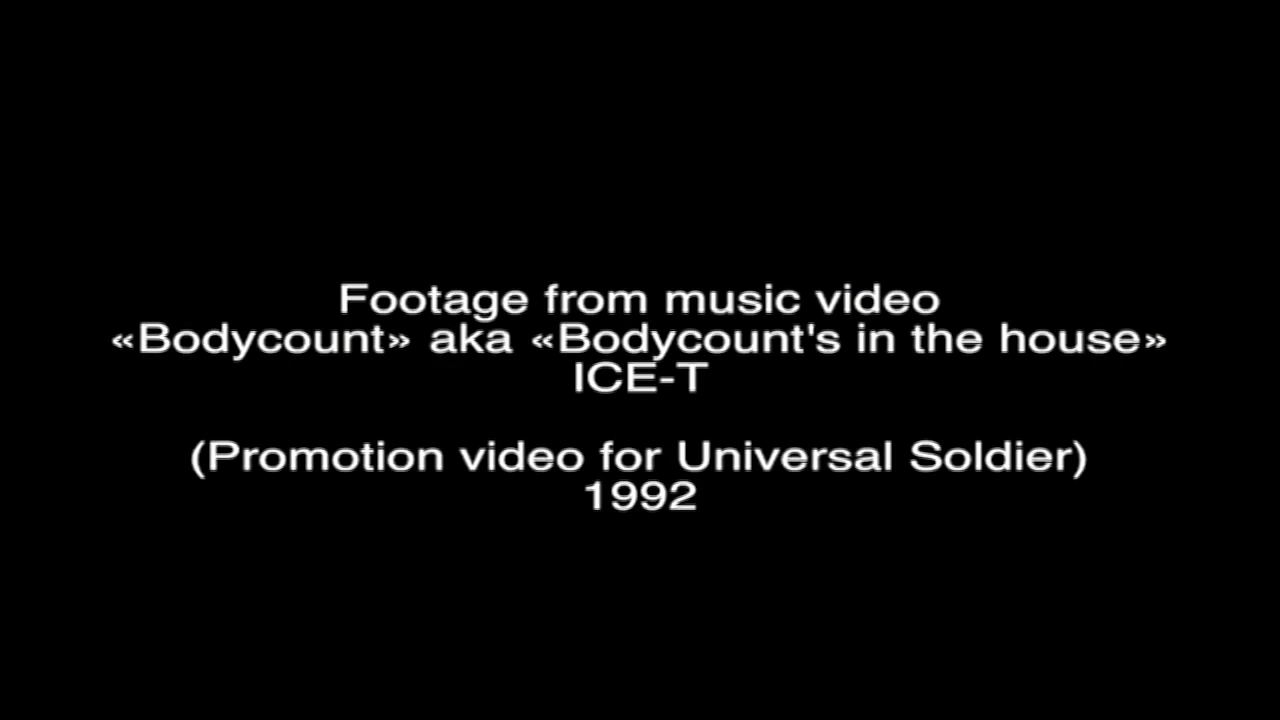 Footage from music video
«Bodycount» aka «Bodycount's in the house»
ICE-T
(Promotion video for Universal Soldier)
1992